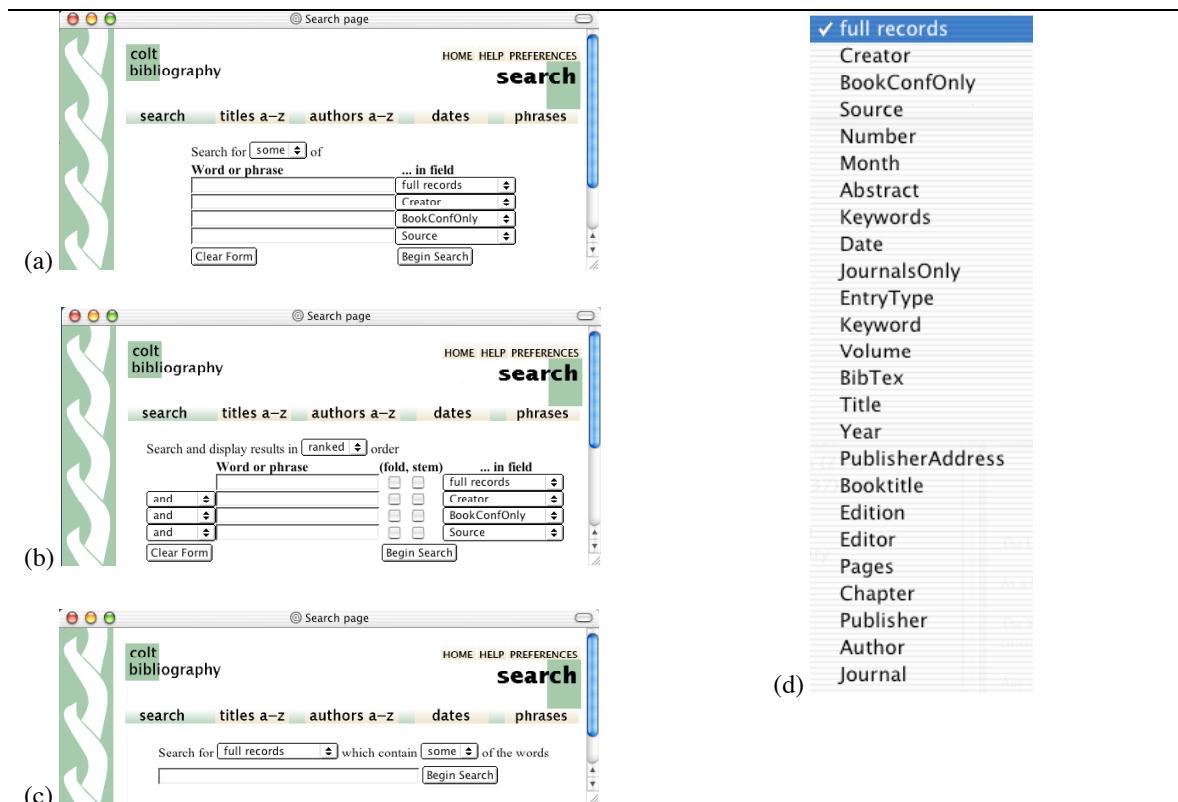 @ Search page
colt
bibliography
HOME HELP PREFERENCES
search
search titles a–z authors a–z dates phrases
Search for some of
Word or phrase ... in field
full records
Creator
BookConfOnly
Source
Clear Form Begin Search
(a)
@ Search page
colt
bibliography
HOME HELP PREFERENCES
search
search titles a–z authors a–z dates phrases
Search and display results in ranked order
Word or phrase (fold, stem) ... in field
full records
and Creator
and BookConfOnly
and Source
Clear Form Begin Search
(b)
@ Search page
colt
bibliography
HOME HELP PREFERENCES
search
search titles a–z authors a–z dates phrases
Search for full records which contain some of the words
Begin Search
(c)
✓ full records
Creator
BookConfOnly
Source
Number
Month
Abstract
Keywords
Date
JournalsOnly
EntryType
Keyword
Volume
BibTex
Title
Year
PublisherAddress
Booktitle
Edition
Editor
Pages
Chapter
Publisher
Author
Journal
(d)